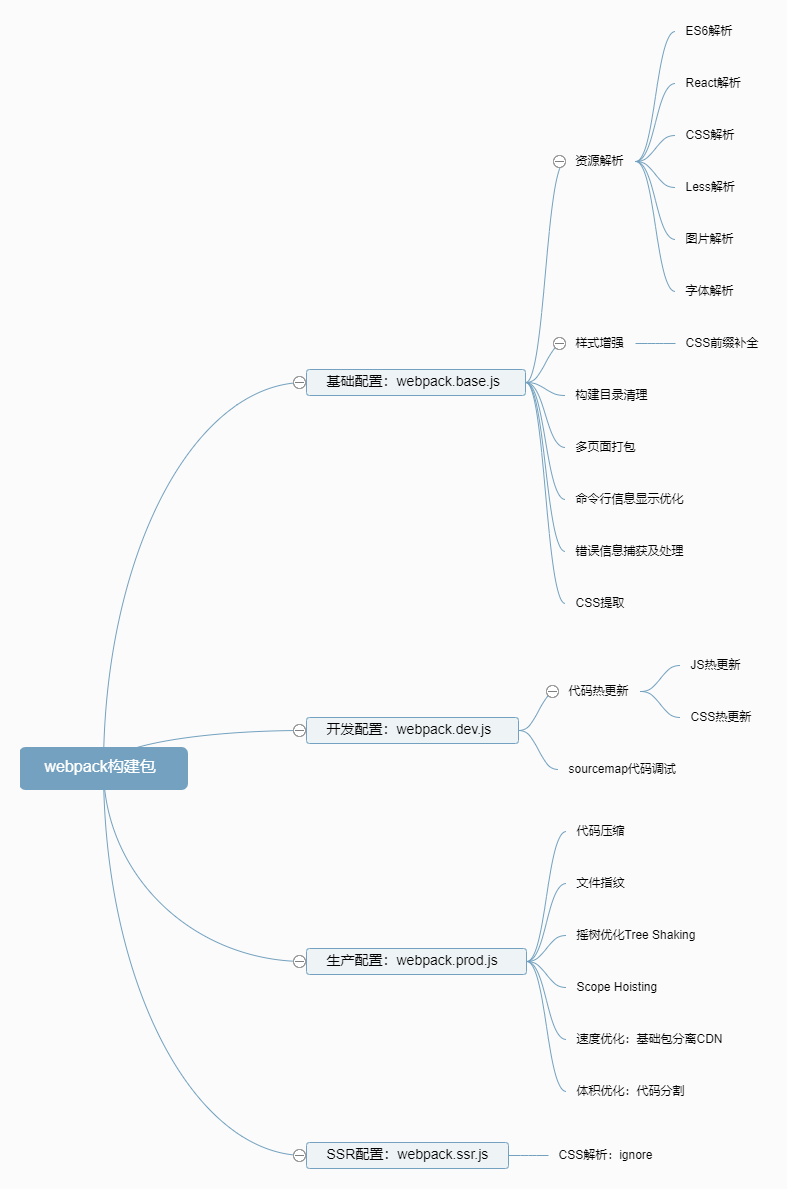 webpack构建包
基础配置：webpack.base.js
资源解析
ES6解析
React解析
CSS解析
Less解析
图片解析
字体解析
样式增强
CSS前缀补全
构建目录清理
多页面打包
命令行信息显示优化
错误信息捕获及处理
CSS提取
开发配置：webpack.dev.js
代码热更新
JS热更新
CSS热更新
sourcemap代码调试
生产配置：webpack.prod.js
代码压缩
文件指纹
摇树优化Tree Shaking
Scope Hoisting
速度优化：基础包分离CDN
体积优化：代码分割
SSR配置：webpack.ssr.js
CSS解析：ignore